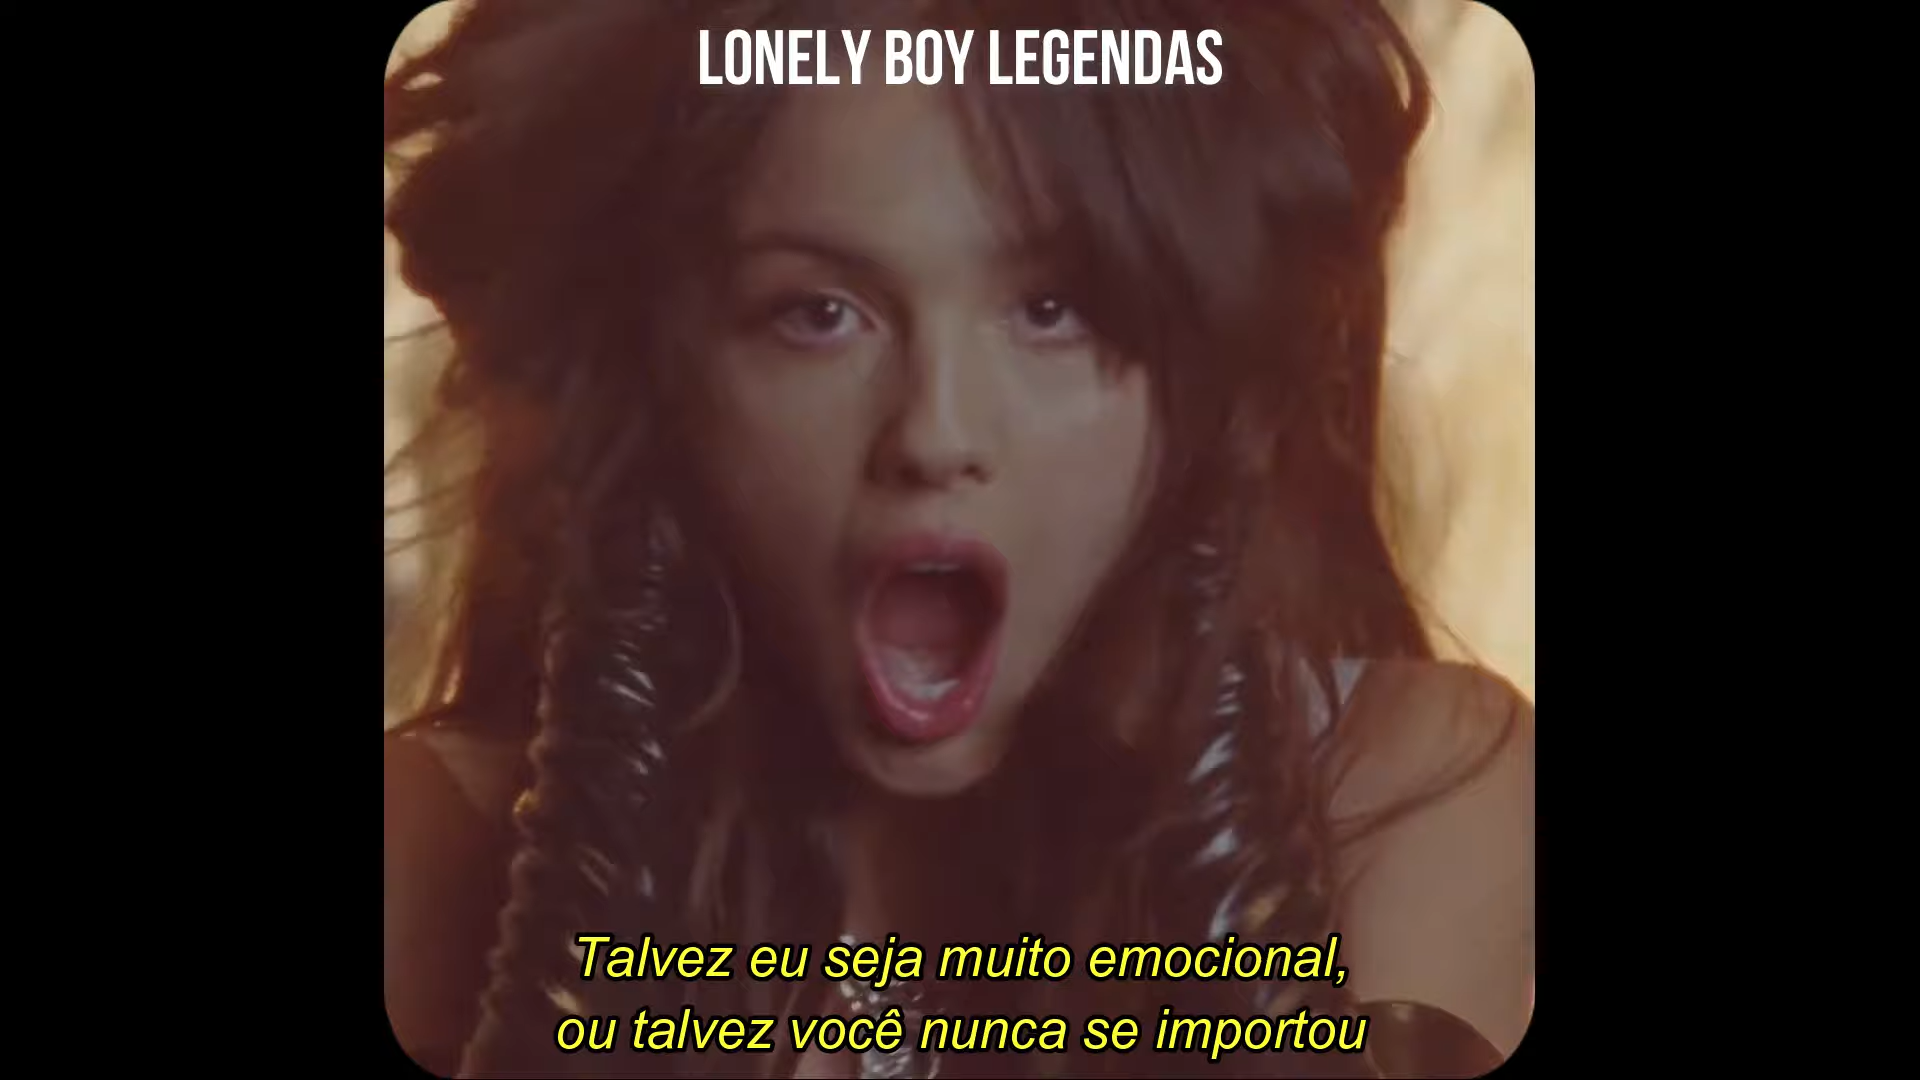 LONELY BOY LEGENDAS
Talvez eu seja muito emocional,
ou talvez você nunca se importou